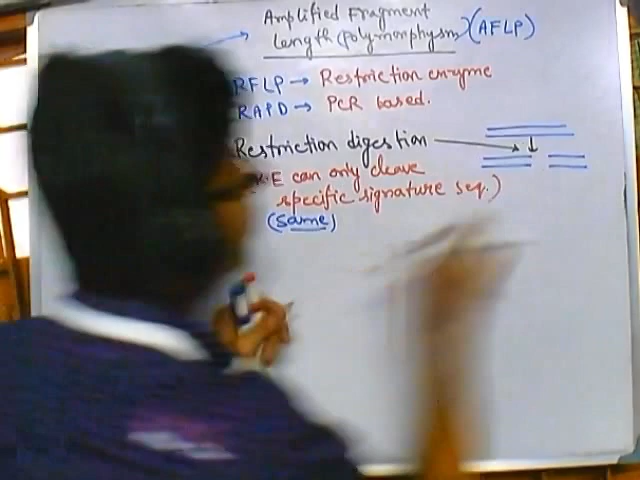 Amplified Fragment
length (Polymorphysm) (AFLP)
RFLP → Restriction enzyme
RAPD → PCR based.
Restriction digestion
R.E can only cleave
specific signature seq.)
(same)